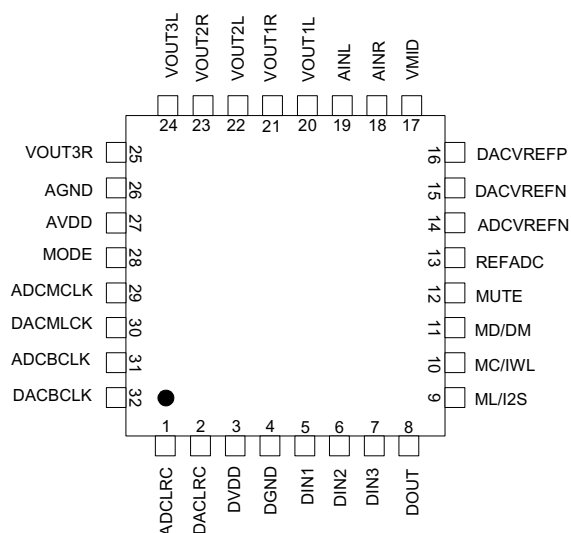 VOUT3L
VOUT2R
VOUT2L
VOUT1R
VOUT1L
AINL
AINR
VMID
24
23
22
21
20
19
18
17
VOUT3R 25
AGND 26
AVDD 27
MODE 28
ADCMCLK 29
DACMLCK 30
ADCBCLK 31
DACBCLK 32
16 DACVREFP
15 DACVREFN
14 ADCVREFN
13 REFADC
12 MUTE
11 MD/DM
10 MC/IWL
9 ML/I2S
1
2
3
4
5
6
7
8
ADCLRC
DACLRC
DVDD
DGND
DIN1
DIN2
DIN3
DOUT